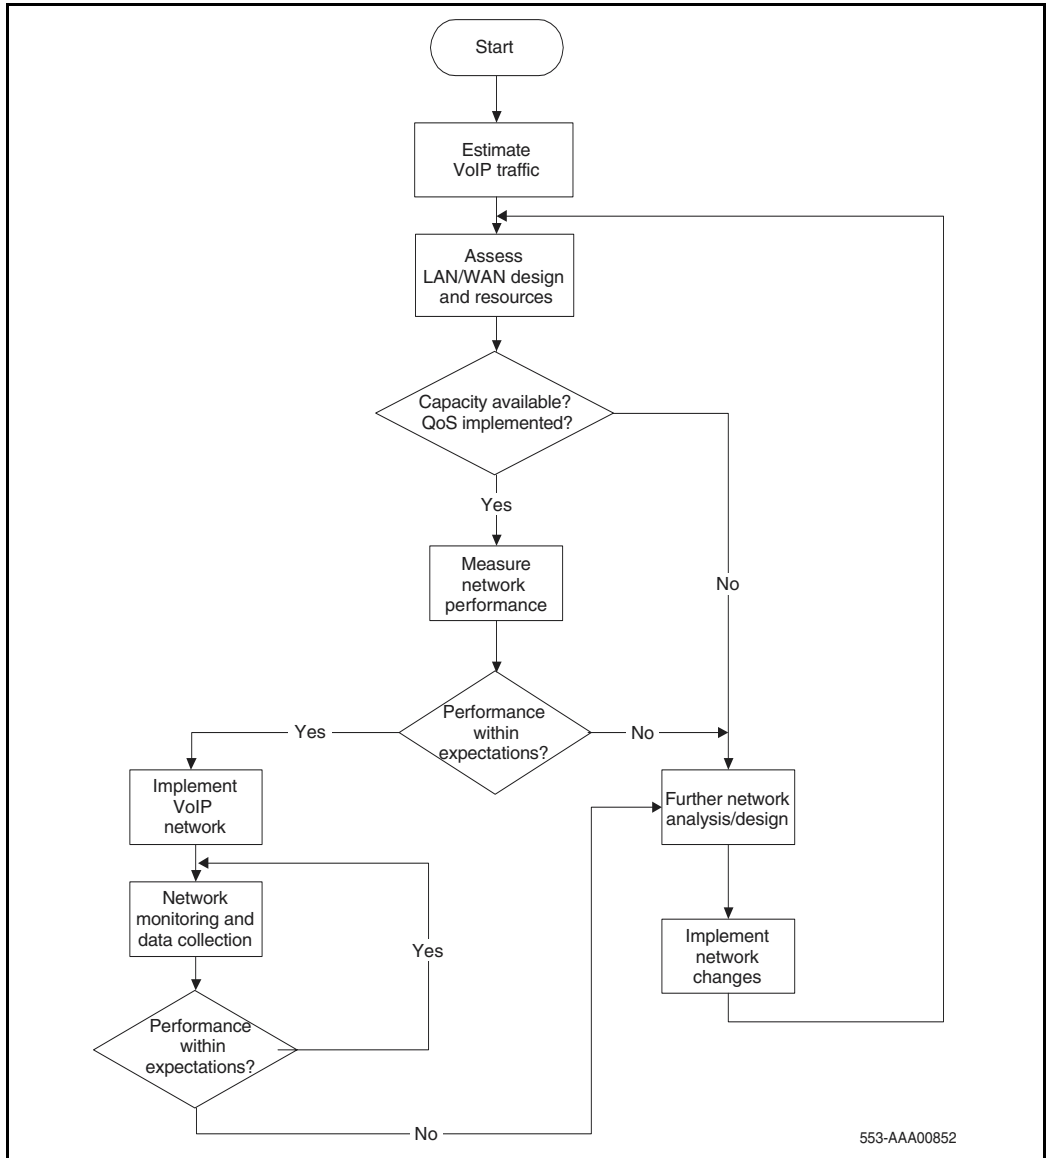 Start
Estimate
VoIP traffic
Assess
LAN/WAN design
and resources
Capacity available?
QoS implemented?
Yes
Measure
network
performance
No
Performance
within
expectations?
Yes
No
Implement
VoIP
network
Further network
analysis/design
Network
monitoring and
data collection
Yes
Implement
network
changes
Performance
within
expectations?
No
553-AAA00852